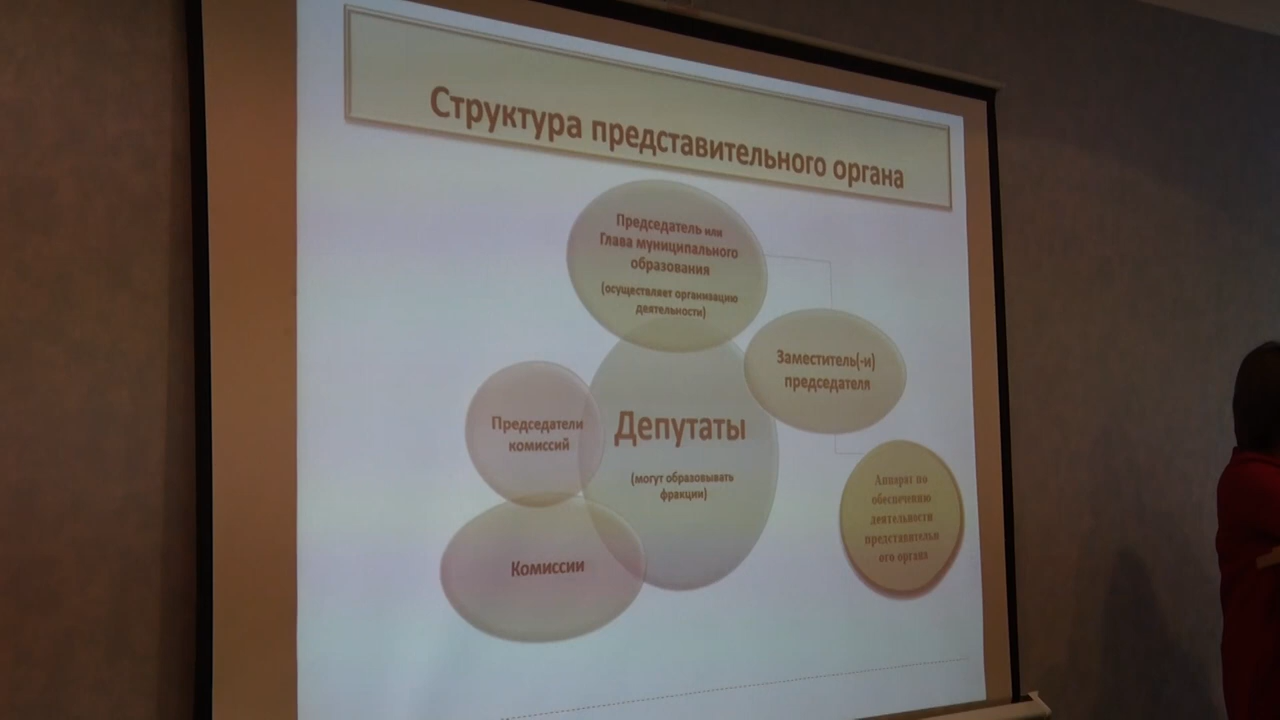 Структура представительного органа
Председатель или
Глава муниципального
образования
(осуществляет организацию
деятельности)
Заместитель(-и)
председателя
Председатели
комиссий
Депутаты
(могут образовывать
фракции)
Аппарат по
обеспечению
деятельности
представительн
ого органа
Комиссии